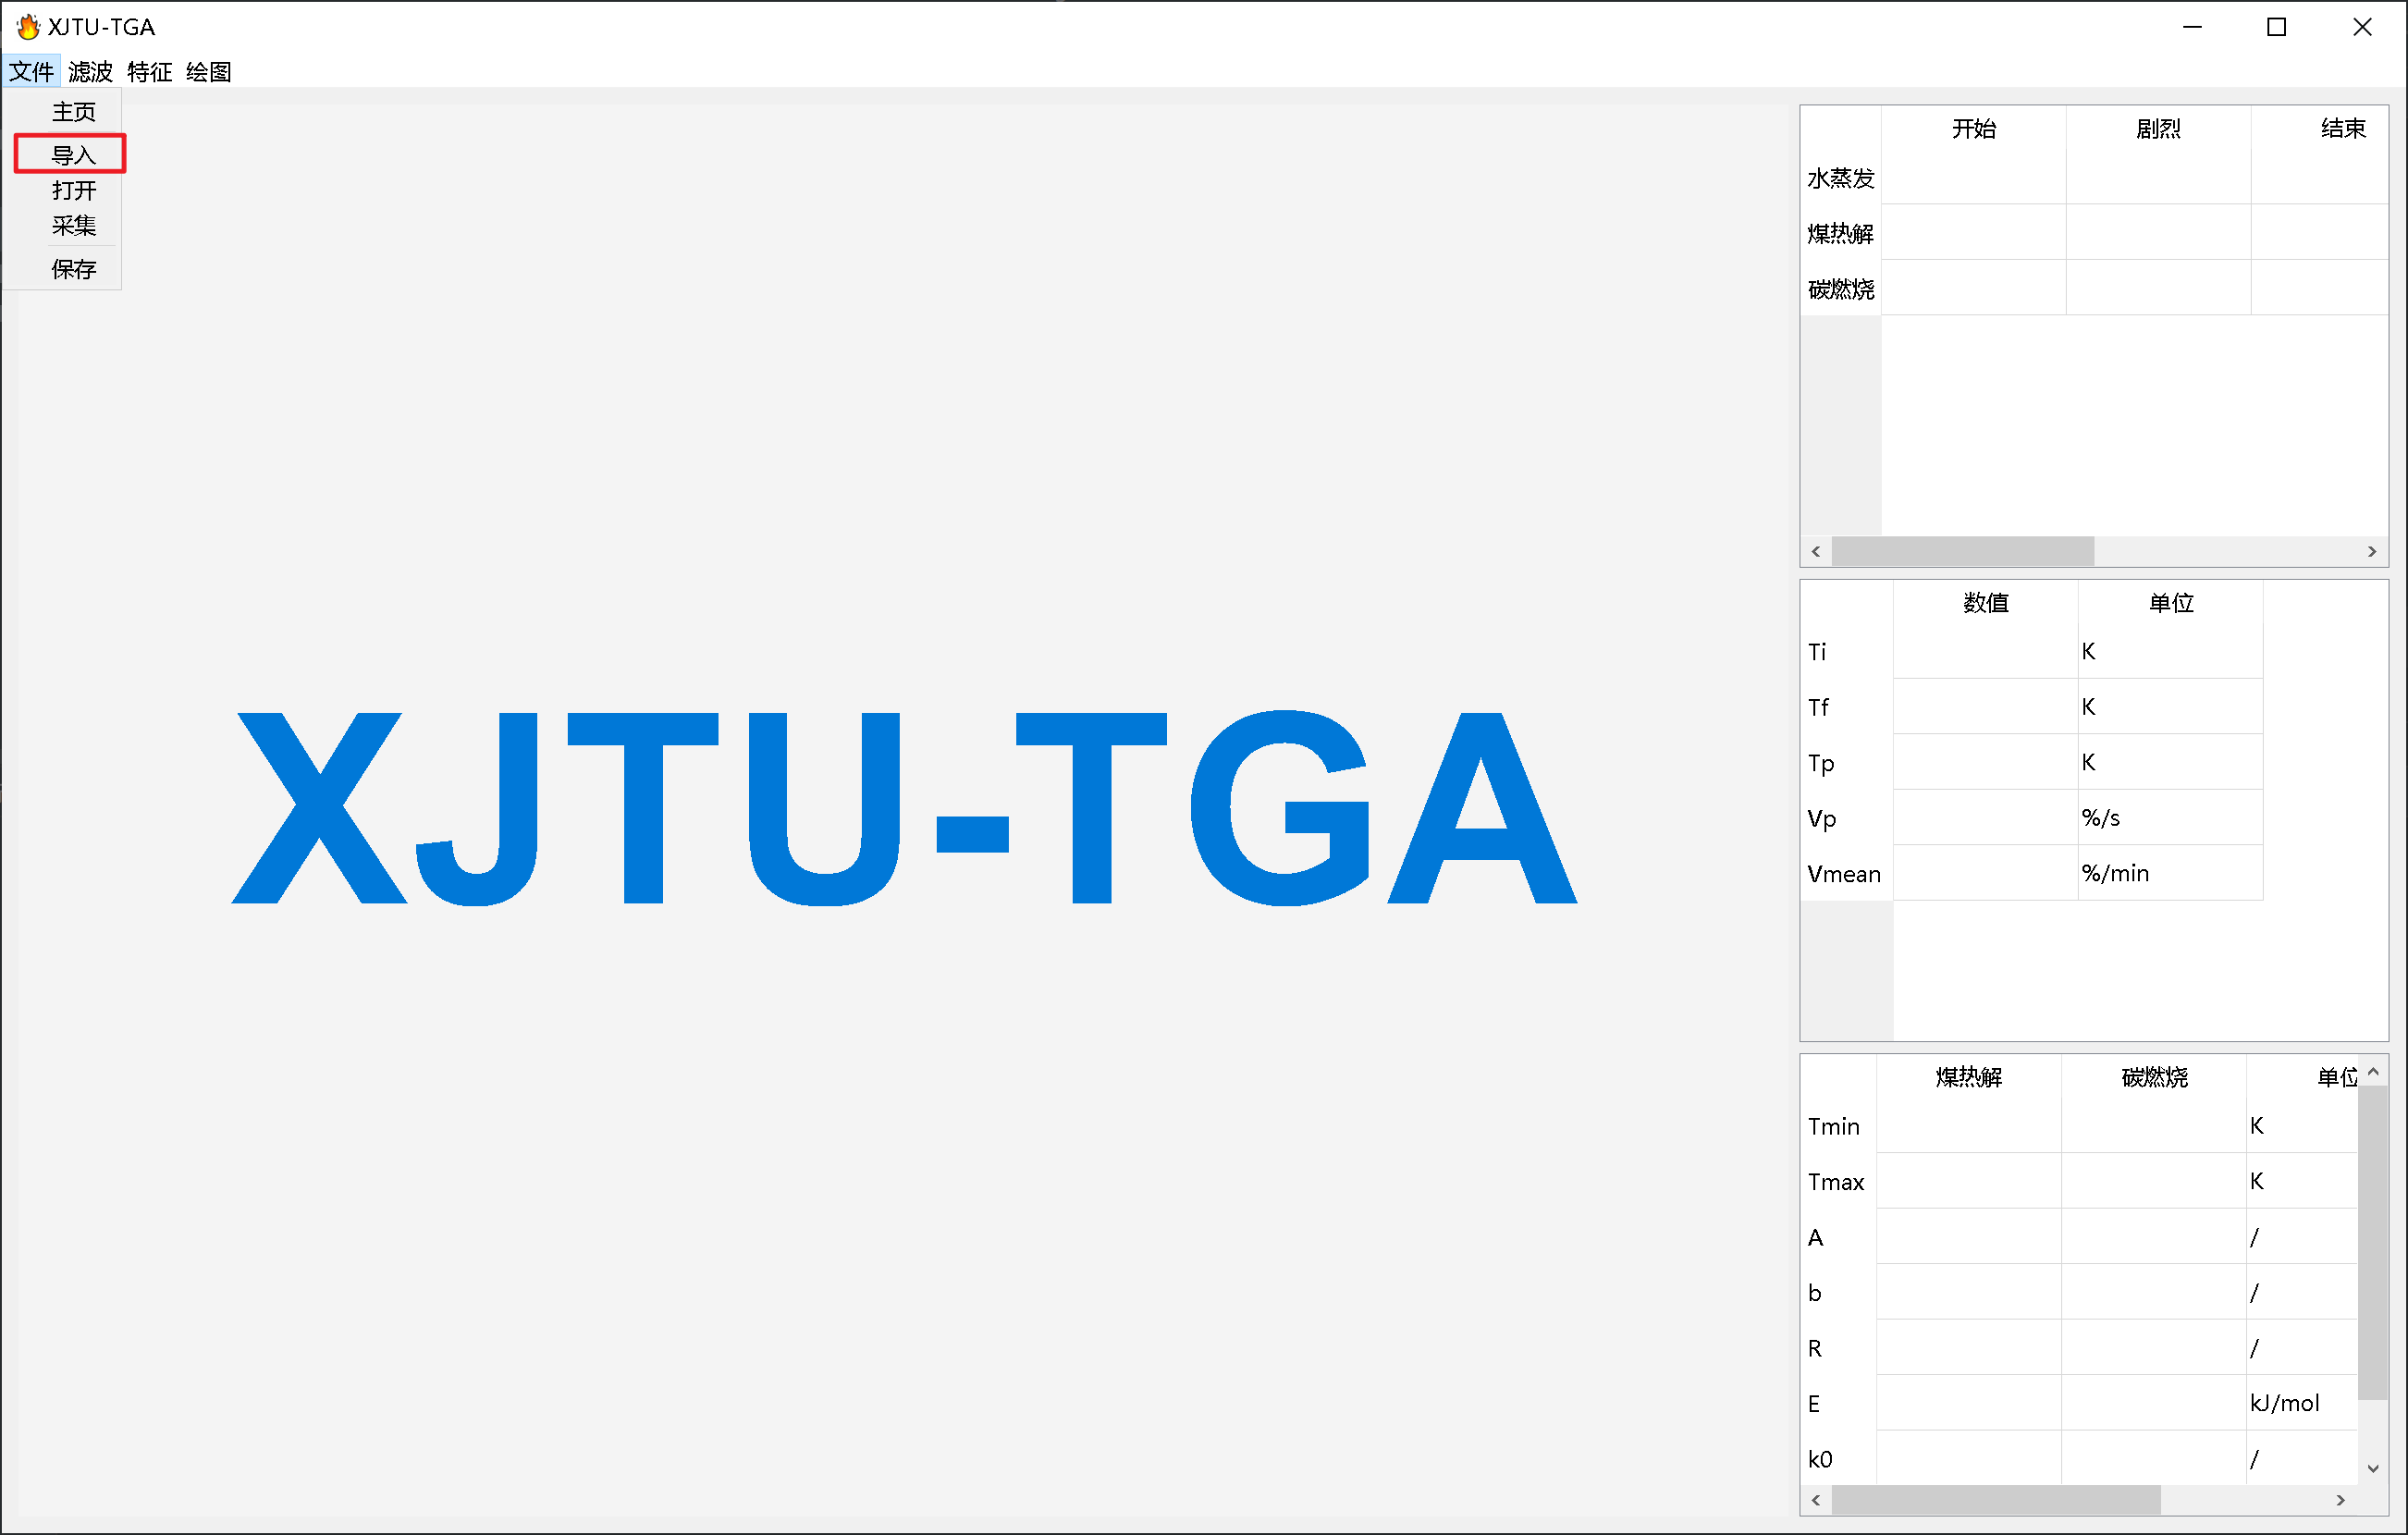 XJTU-TGA
文件 滤波 特征 绘图
主页
导入
打开
采集
保存
XJTU-TGA
开始 剧烈 结束
水蒸发
煤热解
碳燃烧
数值 单位
Ti K
Tf K
Tp K
Vp %/s
Vmean %/min
煤热解 碳燃烧 单位
Tmin K
Tmax K
A /
b /
R /
E kJ/mol
k0 /